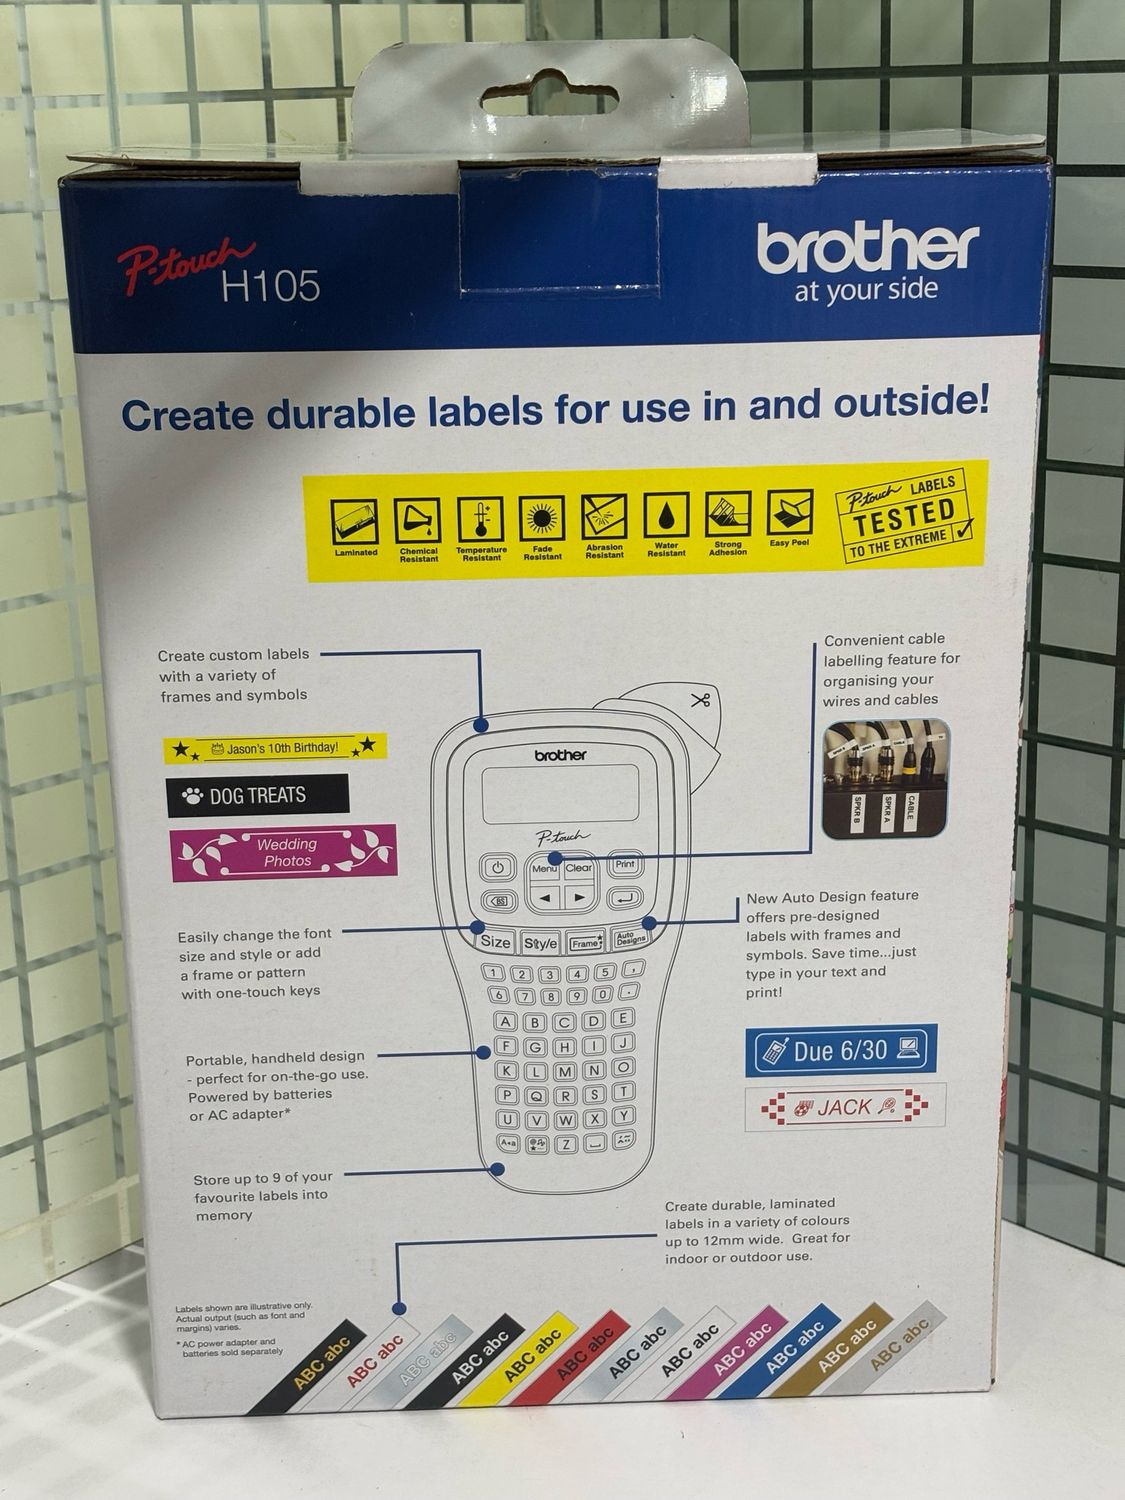 P-touch
H105
brother
at your side
Create durable labels for use in and outside!
Laminated
Chemical
Resistant
Temperature
Resistant
Fade
Resistant
Abrasion
Resistant
Water
Resistant
Strong
Adhesion
Easy Peel
P-touch LABELS
TESTED
TO THE EXTREME
Create custom labels
with a variety of
frames and symbols
Jason's 10th Birthday!
DOG TREATS
Wedding
Photos
Convenient cable
labelling feature for
organising your
wires and cables
SPKR B
SPKR A
CABLE
SPKR B
SPKR A
CABLE
brother
P-touch
Menu
Clear
Print
BS
Size
Style
Frame
Auto
Designs
1 2 3 4 5 ,
6 7 8 9 0 .
A B C D E
F G H I J
K L M N O
P Q R S T
U V W X Y
A↔a
Z
Easily change the font
size and style or add
a frame or pattern
with one-touch keys
New Auto Design feature
offers pre-designed
labels with frames and
symbols. Save time...just
type in your text and
print!
Due 6/30
JACK
Portable, handheld design
- perfect for on-the-go use.
Powered by batteries
or AC adapter*
Store up to 9 of your
favourite labels into
memory
Create durable, laminated
labels in a variety of colours
up to 12mm wide. Great for
indoor or outdoor use.
Labels shown are illustrative only.
Actual output (such as font and
margins) varies.
* AC power adapter and
batteries sold separately
ABC abc
ABC abc
ABC abc
ABC abc
ABC abc
ABC abc
ABC abc
ABC abc
ABC abc
ABC abc
ABC abc
ABC abc